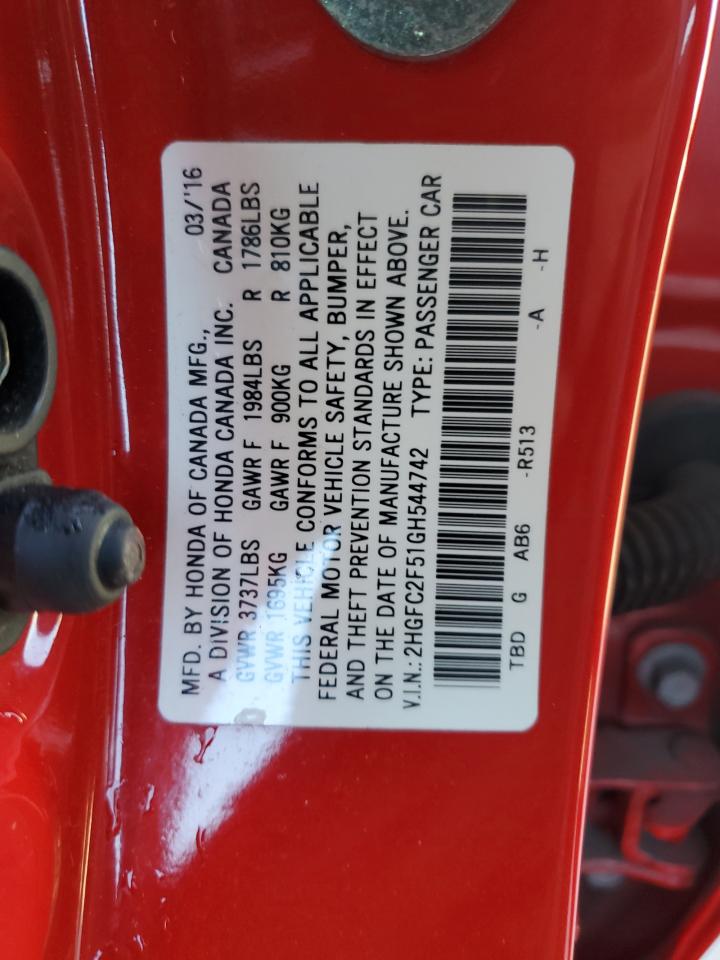 MFD. BY HONDA OF CANADA MFG., 03/'16
A DIVISION OF HONDA CANADA INC. CANADA
GVWR 3737LBS GAWR F 1984LBS R 1786LBS
GVWR 1695KG GAWR F 900KG R 810KG
THIS VEHICLE CONFORMS TO ALL APPLICABLE
FEDERAL MOTOR VEHICLE SAFETY, BUMPER,
AND THEFT PREVENTION STANDARDS IN EFFECT
ON THE DATE OF MANUFACTURE SHOWN ABOVE.
V.I.N.: 2HGFC2F51GH544742 TYPE: PASSENGER CAR
TBD G AB6 -R513 -A -H